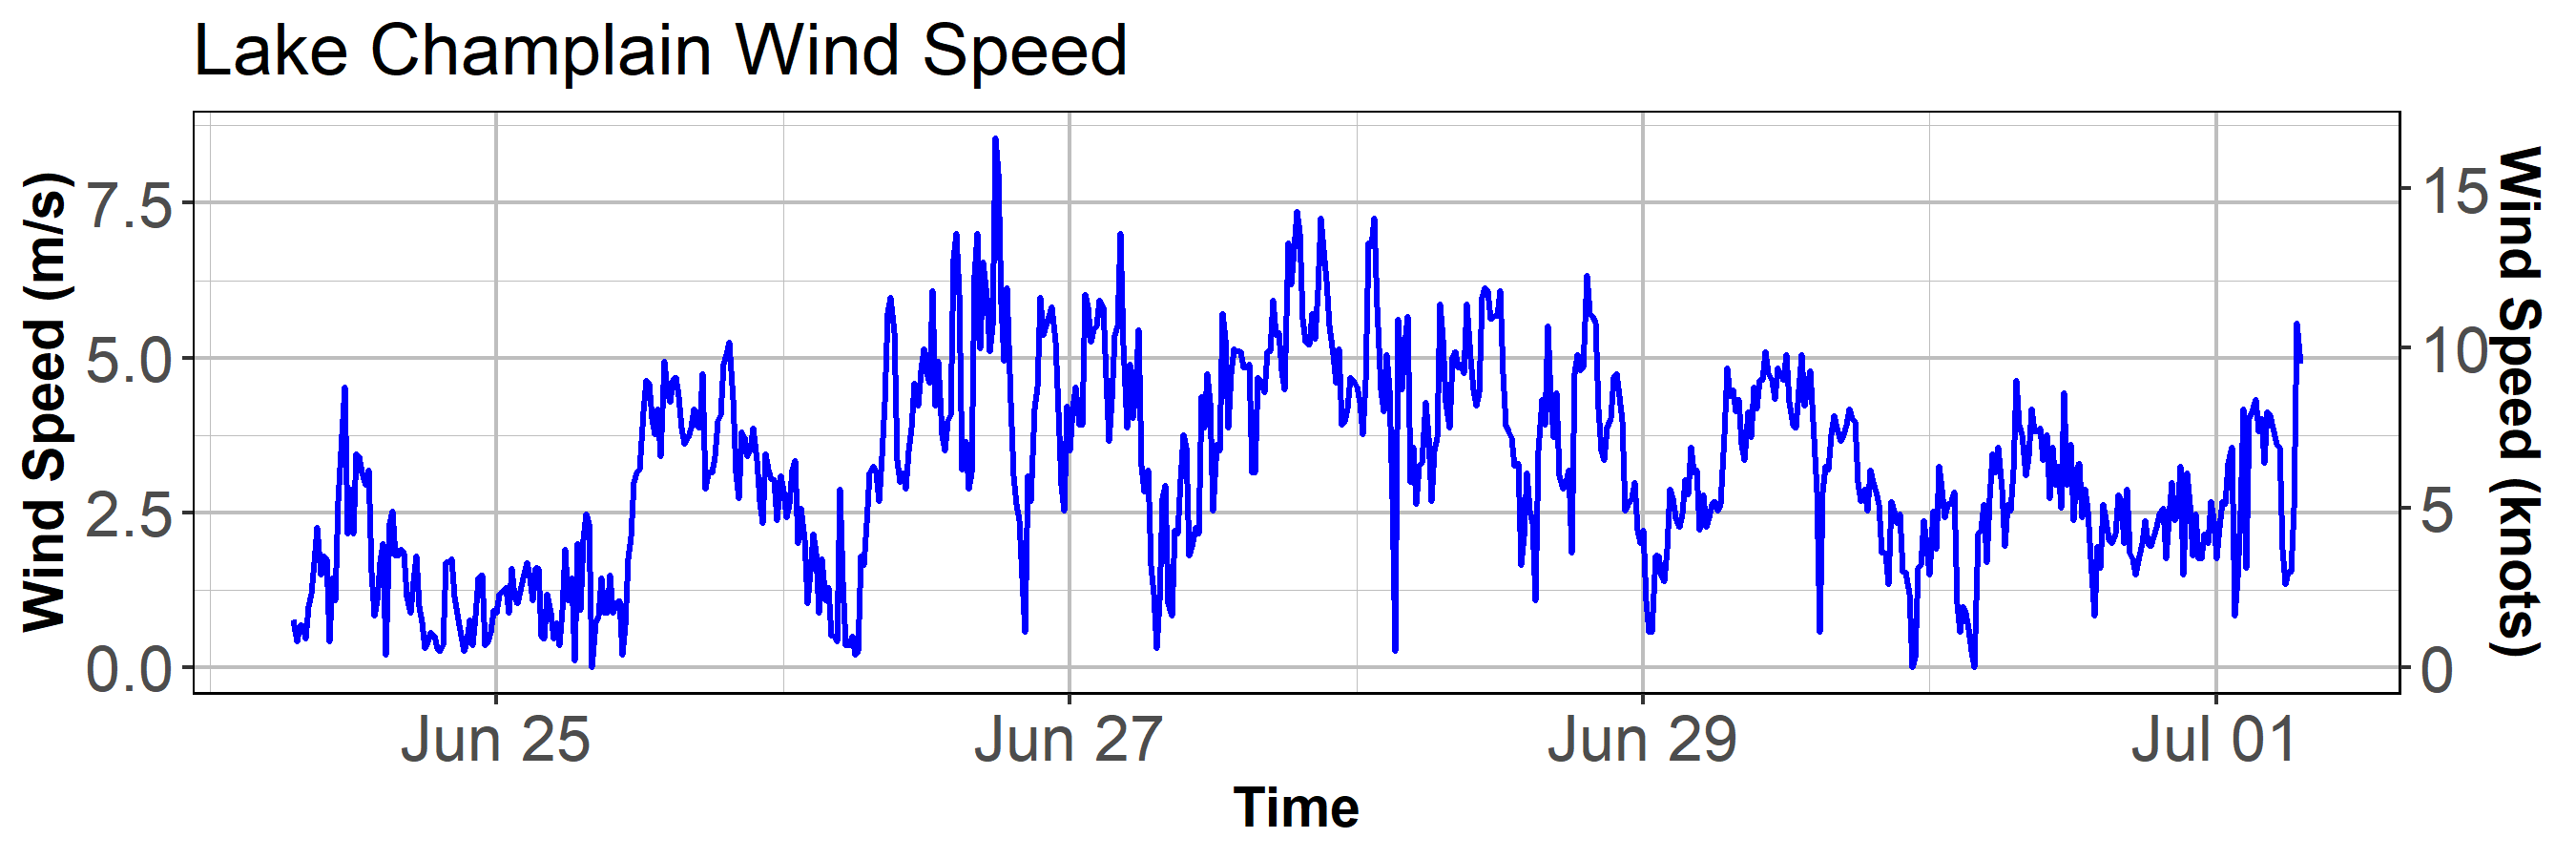 Lake Champlain Wind Speed
Wind Speed (m/s)
7.5
5.0
2.5
0.0
15
10
5
0
Wind Speed (knots)
Jun 25
Jun 27
Jun 29
Jul 01
Time